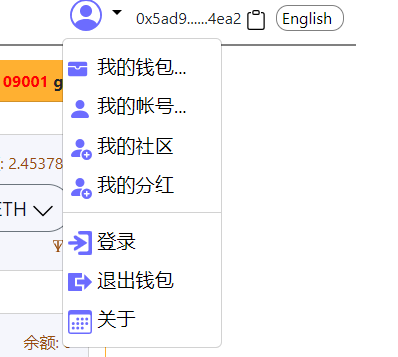 0x5ad9......4ea2
English
我的钱包...
09001 g
我的帐号...
我的社区
: 2.45378
我的分红
ETH
登录
退出钱包
关于
余额: